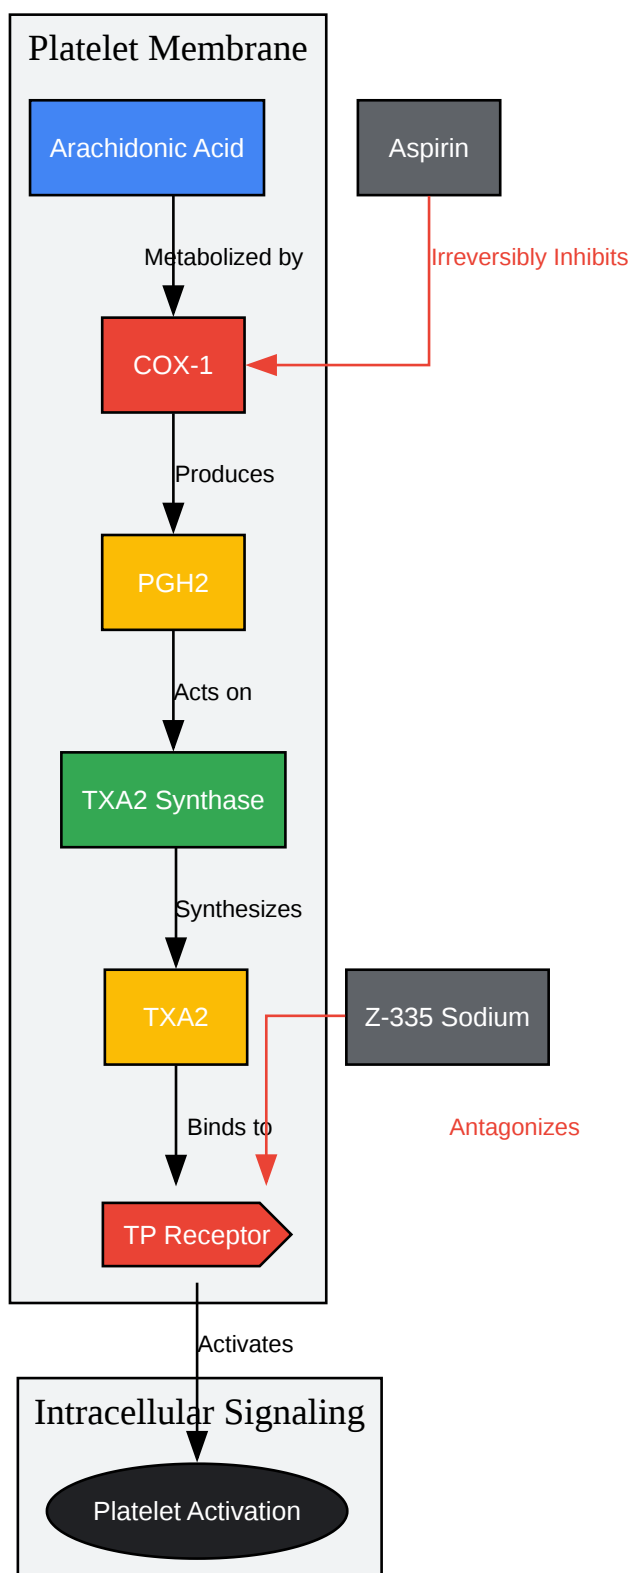 Platelet Membrane
Arachidonic Acid
Aspirin
Metabolized by
Irreversibly Inhibits
COX-1
Produces
PGH2
Acts on
TXA2 Synthase
Synthesizes
TXA2
Z-335 Sodium
Binds to
Antagonizes
TP Receptor
Activates
Intracellular Signaling
Platelet Activation